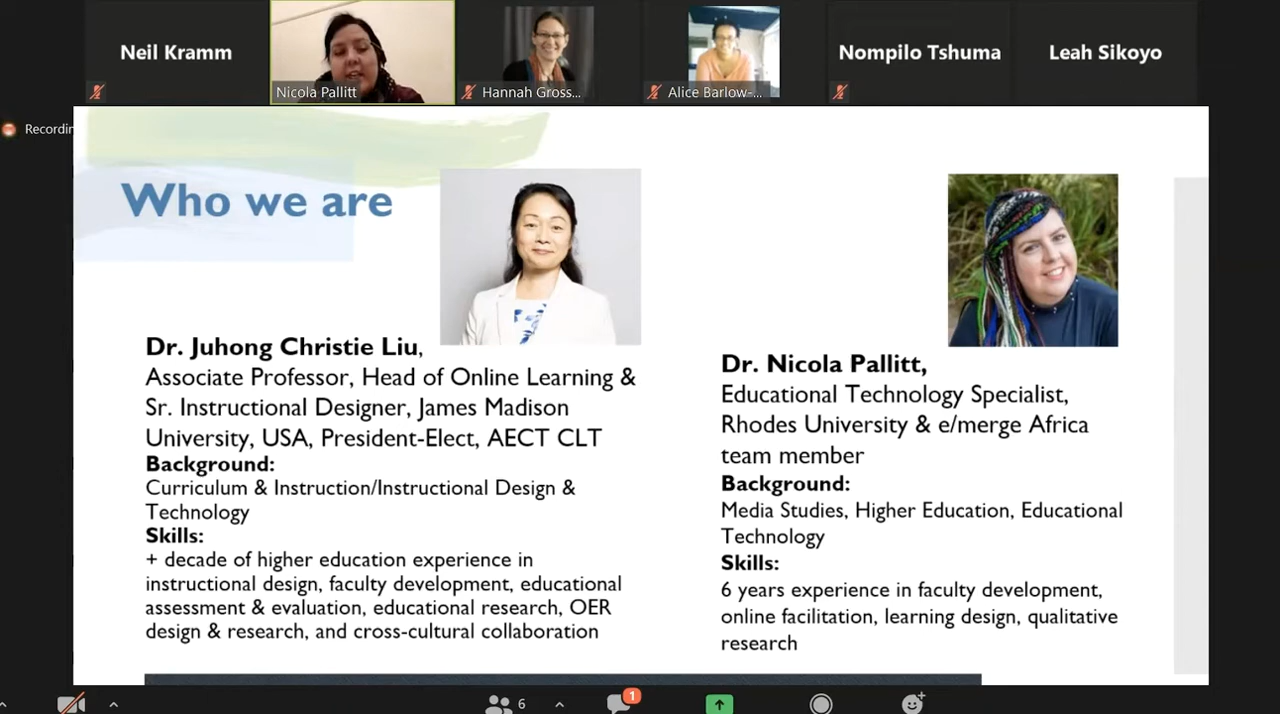 Neil Kramm
Nicola Pallitt
Hannah Gross...
Alice Barlow-...
Nompilo Tshuma
Leah Sikoyo
Recordin
Who we are
Dr. Juhong Christie Liu,
Associate Professor, Head of Online Learning &
Sr. Instructional Designer, James Madison
University, USA, President-Elect, AECT CLT
Background:
Curriculum & Instruction/Instructional Design &
Technology
Skills:
+ decade of higher education experience in
instructional design, faculty development, educational
assessment & evaluation, educational research, OER
design & research, and cross-cultural collaboration
Dr. Nicola Pallitt,
Educational Technology Specialist,
Rhodes University & e/merge Africa
team member
Background:
Media Studies, Higher Education, Educational
Technology
Skills:
6 years experience in faculty development,
online facilitation, learning design, qualitative
research
6
1